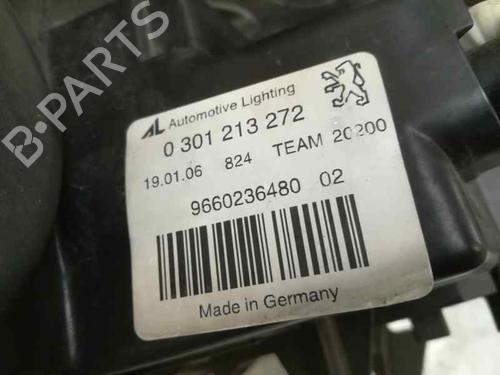 AL Automotive Lighting
0 301 213 272
19.01.06 824 TEAM 20200
9660236480 02
Made in Germany
B-PARTS